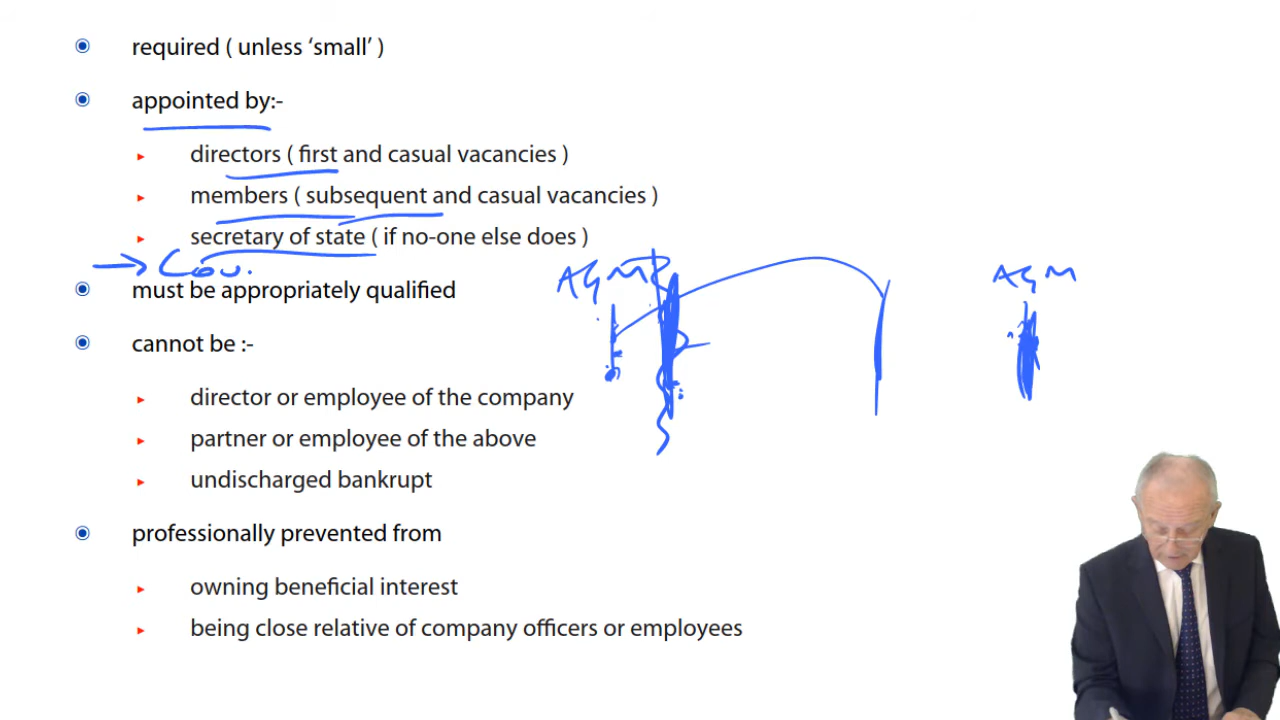 required ( unless ‘small’ )
appointed by:-
directors ( first and casual vacancies )
members ( subsequent and casual vacancies )
secretary of state ( if no-one else does )
→ Cov.
AGM
AGM
must be appropriately qualified
cannot be :-
director or employee of the company
partner or employee of the above
undischarged bankrupt
professionally prevented from
owning beneficial interest
being close relative of company officers or employees